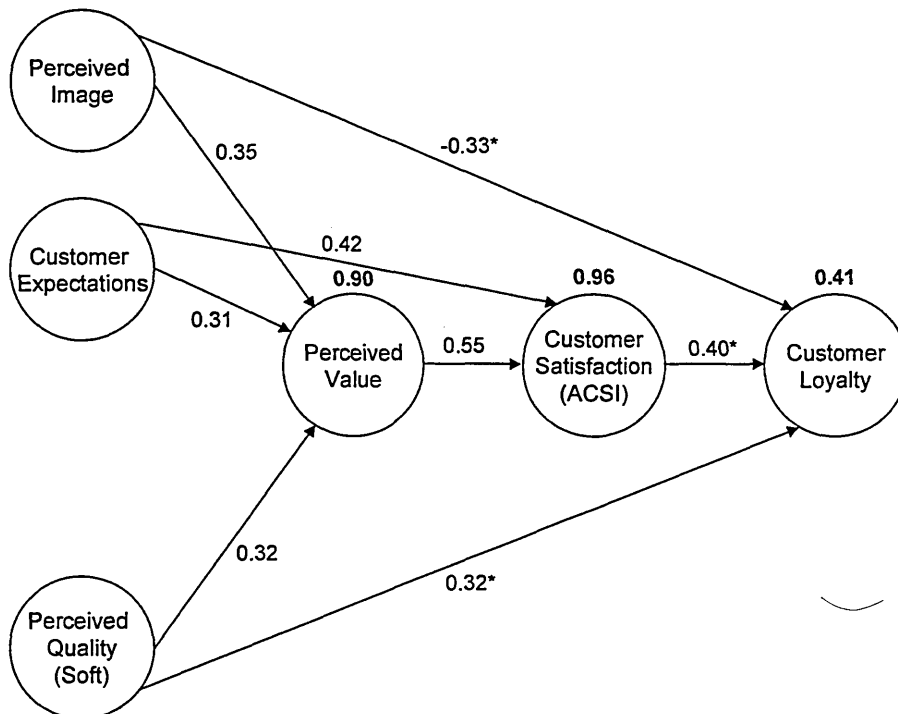 Perceived
Image
-0.33*
0.35
Customer
Expectations
0.42
0.31
0.90
0.96
0.41
Perceived
Value
0.55
Customer
Satisfaction
(ACSI)
0.40*
Customer
Loyalty
0.32
0.32*
Perceived
Quality
(Soft)